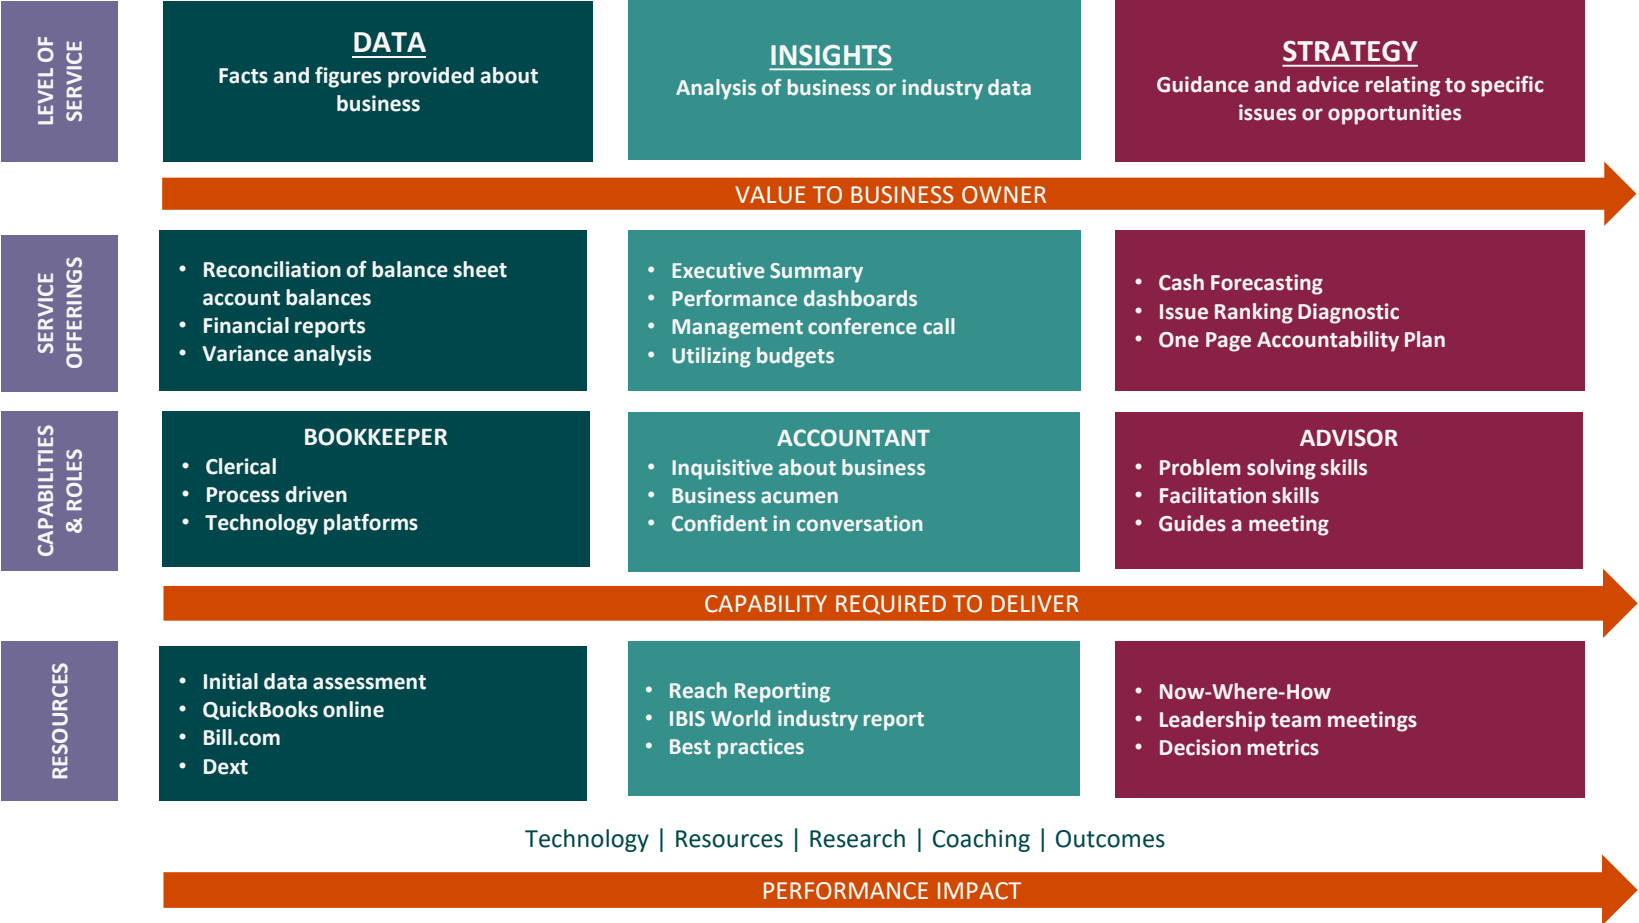 LEVEL OF
SERVICE
DATA
Facts and figures provided about
business
INSIGHTS
Analysis of business or industry data
STRATEGY
Guidance and advice relating to specific
issues or opportunities
VALUE TO BUSINESS OWNER
SERVICE
OFFERINGS
• Reconciliation of balance sheet
account balances
• Financial reports
• Variance analysis
• Executive Summary
• Performance dashboards
• Management conference call
• Utilizing budgets
• Cash Forecasting
• Issue Ranking Diagnostic
• One Page Accountability Plan
CAPABILITIES
& ROLES
BOOKKEEPER
• Clerical
• Process driven
• Technology platforms
ACCOUNTANT
• Inquisitive about business
• Business acumen
• Confident in conversation
ADVISOR
• Problem solving skills
• Facilitation skills
• Guides a meeting
CAPABILITY REQUIRED TO DELIVER
RESOURCES
• Initial data assessment
• QuickBooks online
• Bill.com
• Dext
• Reach Reporting
• IBIS World industry report
• Best practices
• Now-Where-How
• Leadership team meetings
• Decision metrics
Technology | Resources | Research | Coaching | Outcomes
PERFORMANCE IMPACT